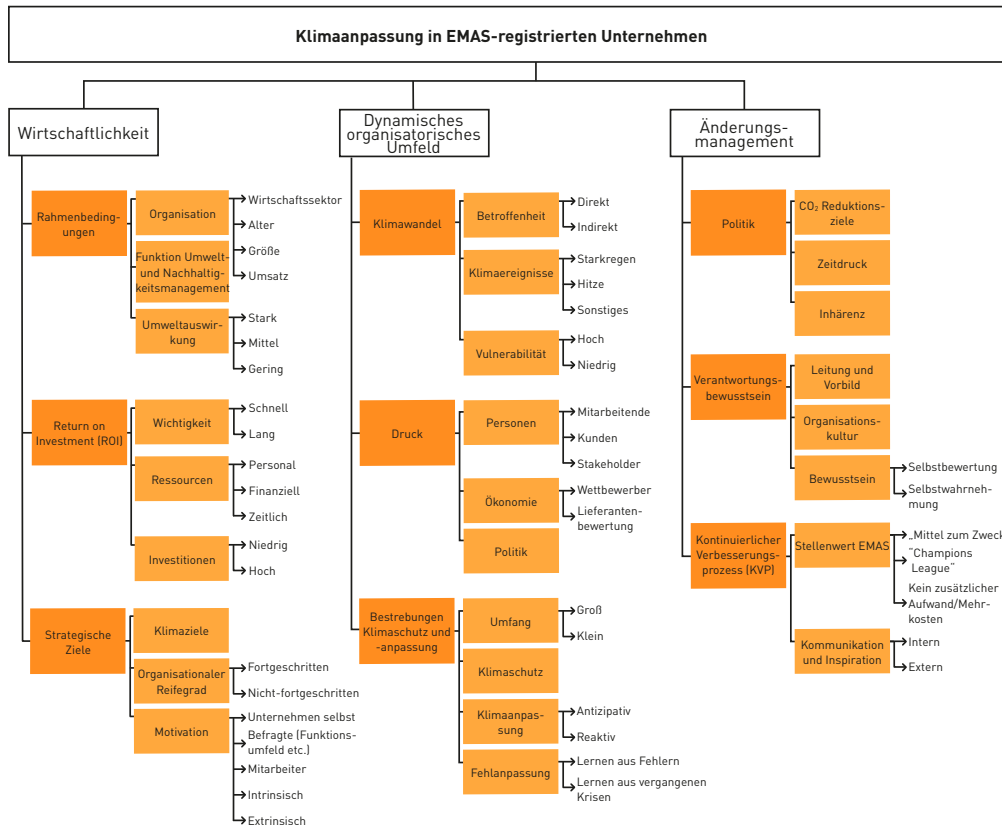 Klimaanpassung in EMAS-registrierten Unternehmen
Wirtschaftlichkeit
Rahmenbeding-
ungen
Organisation
Wirtschaftssektor
Alter
Größe
Umsatz
Funktion Umwelt-
und Nachhaltig-
keitsmanagement
Umweltauswir-
kung
Stark
Mittel
Gering
Return on
Investment (ROI)
Wichtigkeit
Schnell
Lang
Ressourcen
Personal
Finanziell
Zeitlich
Investitionen
Niedrig
Hoch
Strategische
Ziele
Klimaziele
Organisationaler
Reifegrad
Fortgeschritten
Nicht-fortgeschritten
Motivation
Unternehmen selbst
Befragte (Funktions-
umfeld etc.)
Mitarbeiter
Intrinsisch
Extrinsisch
Dynamisches
organisatorisches
Umfeld
Klimawandel
Betroffenheit
Direkt
Indirekt
Klimaereignisse
Starkregen
Hitze
Sonstiges
Vulnerabilität
Hoch
Niedrig
Druck
Personen
Mitarbeitende
Kunden
Stakeholder
Ökonomie
Wettbewerber
Lieferanten-
bewertung
Politik
Bestrebungen
Klimaschutz und
-anpassung
Umfang
Groß
Klein
Klimaschutz
Klimaanpas-
sung
Antizipativ
Reaktiv
Fehlanpassung
Lernen aus Fehlern
Lernen aus vergangenen
Krisen
Änderungs-
management
Politik
CO₂ Reduktions-
ziele
Zeitdruck
Inhärenz
Verantwortungs-
bewusstsein
Leitung und
Vorbild
Organisations-
kultur
Bewusstsein
Selbstbewertung
Selbstwahrneh-
mung
Kontinuierlicher
Verbesserungs-
prozess (KVP)
Stellenwert EMAS
„Mittel zum Zweck
"Champions
League"
Kein zusätzlicher
Aufwand/Mehr-
kosten
Kommunikation
und Inspiration
Intern
Extern